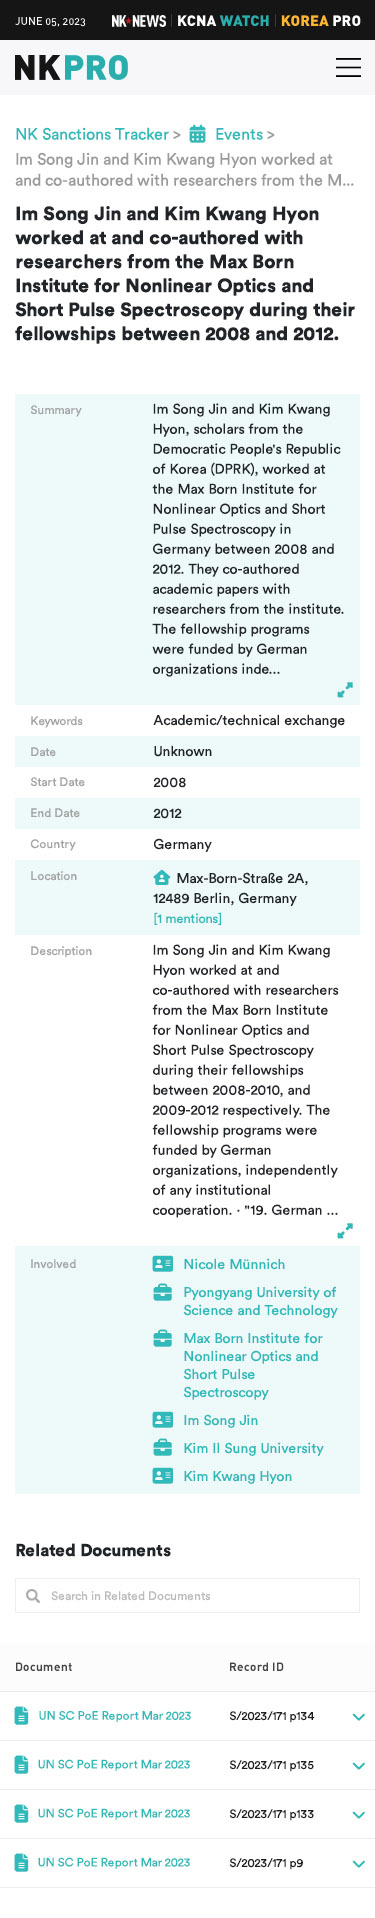 JUNE 05, 2023 NK NEWS KCNA WATCH KOREA PRO
NKPRO
NK Sanctions Tracker > Events >
Im Song Jin and Kim Kwang Hyon worked at
and co-authored with researchers from the M...
Im Song Jin and Kim Kwang Hyon
worked at and co-authored with
researchers from the Max Born
Institute for Nonlinear Optics and
Short Pulse Spectroscopy during their
fellowships between 2008 and 2012.
Summary
Im Song Jin and Kim Kwang
Hyon, scholars from the
Democratic People's Republic
of Korea (DPRK), worked at
the Max Born Institute for
Nonlinear Optics and Short
Pulse Spectroscopy in
Germany between 2008 and
2012. They co-authored
academic papers with
researchers from the institute.
The fellowship programs
were funded by German
organizations inde...
Keywords Academic/technical exchange
Date Unknown
Start Date 2008
End Date 2012
Country Germany
Location Max-Born-Straße 2A,
12489 Berlin, Germany
[1 mentions]
Description
Im Song Jin and Kim Kwang
Hyon worked at and
co-authored with researchers
from the Max Born Institute
for Nonlinear Optics and
Short Pulse Spectroscopy
during their fellowships
between 2008-2010, and
2009-2012 respectively. The
fellowship programs were
funded by German
organizations, independently
of any institutional
cooperation. · "19. German ...
Involved Nicole Münnich
Pyongyang University of
Science and Technology
Max Born Institute for
Nonlinear Optics and
Short Pulse
Spectroscopy
Im Song Jin
Kim Il Sung University
Kim Kwang Hyon
Related Documents
Search in Related Documents
Document Record ID
UN SC PoE Report Mar 2023 S/2023/171 p134
UN SC PoE Report Mar 2023 S/2023/171 p135
UN SC PoE Report Mar 2023 S/2023/171 p133
UN SC PoE Report Mar 2023 S/2023/171 p9